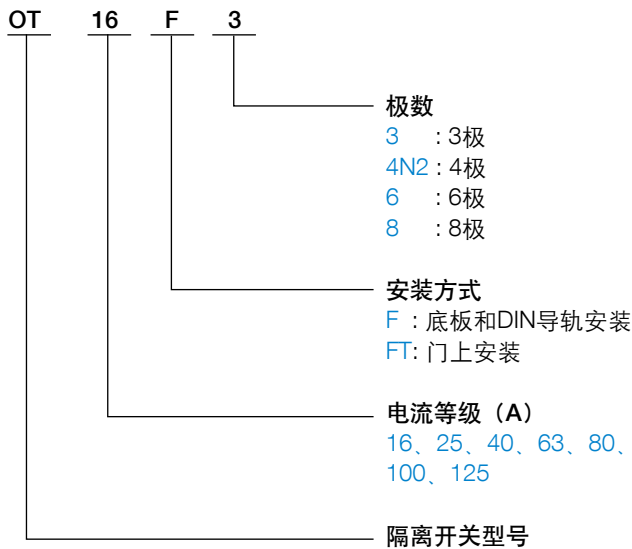 OT 16 F 3
极数
3 : 3极
4N2 : 4极
6 : 6极
8 : 8极
安装方式
F : 底板和DIN导轨安装
FT: 门上安装
电流等级（A）
16、25、40、63、80、
100、125
隔离开关型号